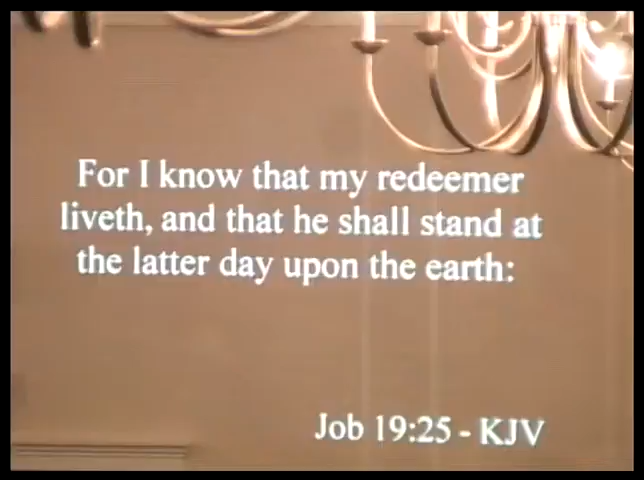 For I know that my redeemer
liveth, and that he shall stand at
the latter day upon the earth:
Job 19:25 - KJV